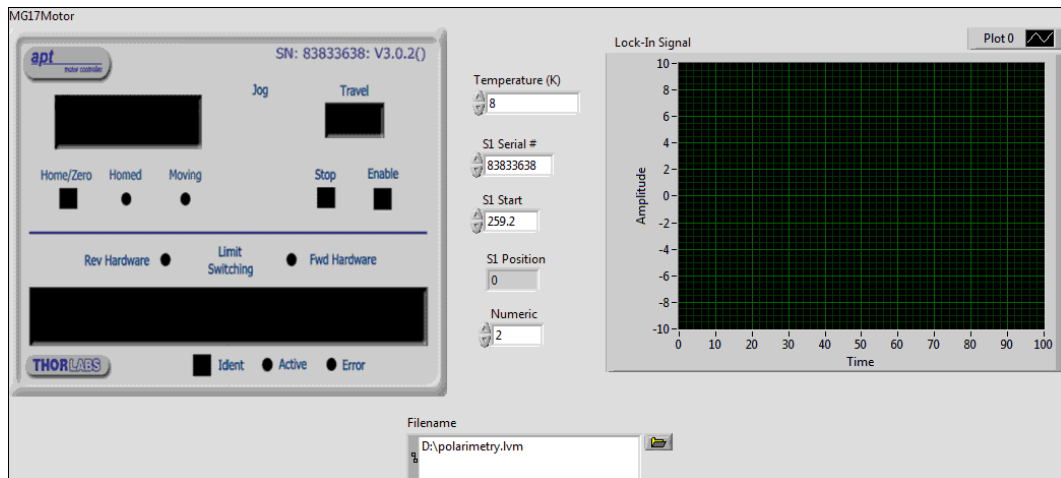 MG17Motor
apt
motor controller
SN: 83833638: V3.0.2()
Jog
Travel
Home/Zero
Homed
Moving
Stop
Enable
Rev Hardware
Limit
Switching
Fwd Hardware
THORLABS
Ident
Active
Error
Temperature (K)
8
S1 Serial #
83833638
S1 Start
259.2
S1 Position
0
Numeric
2
Lock-In Signal
Plot 0
Amplitude
10
8
6
4
2
0
-2
-4
-6
-8
-10
0 10 20 30 40 50 60 70 80 90 100
Time
Filename
D:\polarimetry.lvm